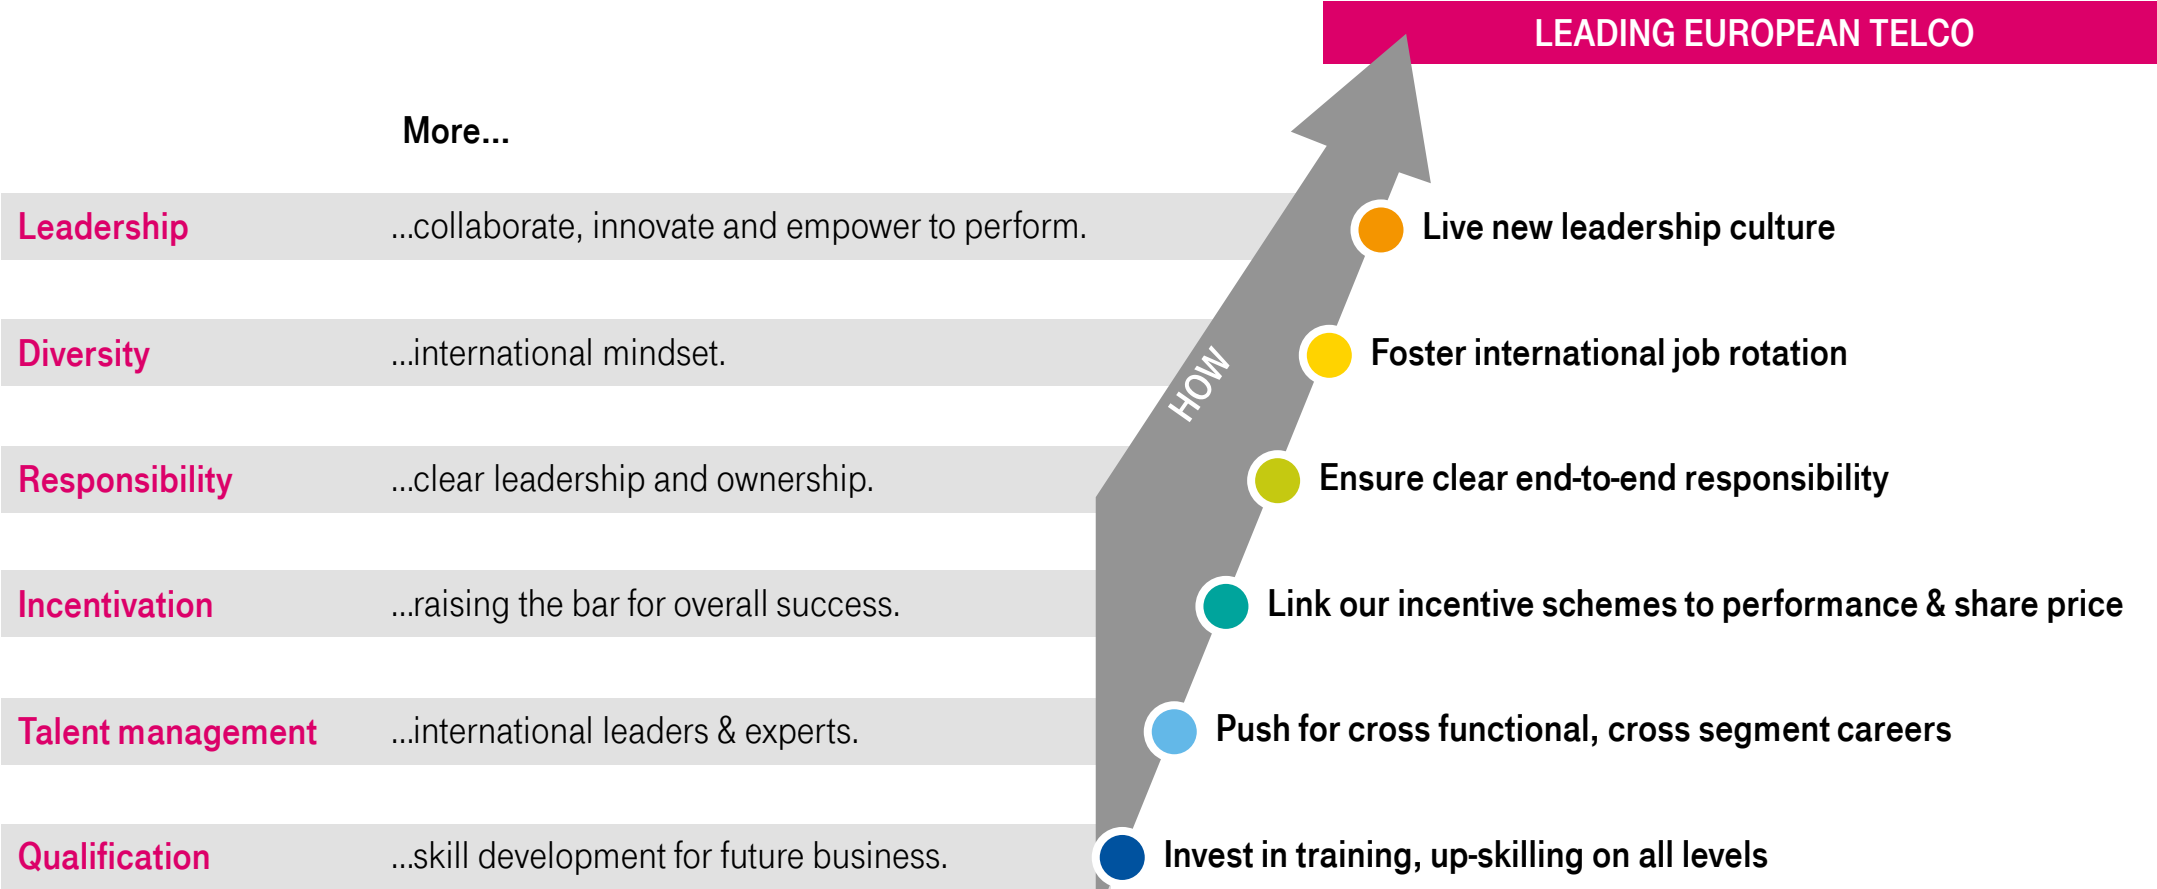 LEADING EUROPEAN TELCO
More...
Leadership ...collaborate, innovate and empower to perform. Live new leadership culture
Diversity ...international mindset. Foster international job rotation
HOW
Responsibility ...clear leadership and ownership. Ensure clear end-to-end responsibility
Incentivation ...raising the bar for overall success. Link our incentive schemes to performance & share price
Talent management ...international leaders & experts. Push for cross functional, cross segment careers
Qualification ...skill development for future business. Invest in training, up-skilling on all levels